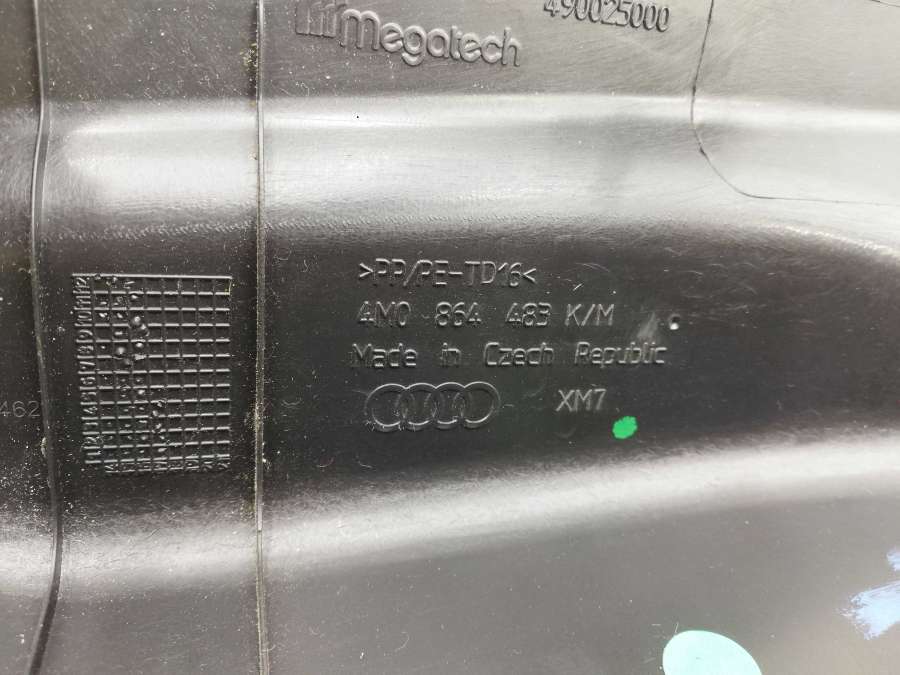 Megatech
490025000
>PP/PE-TD16<
4M0 864 483 K/M
Made in Czech Republic
XM7
462